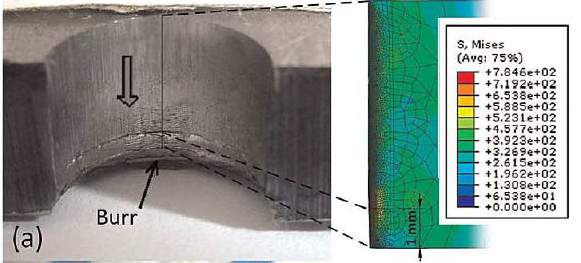 S, Mises
(Avg: 75%)
+7.846e+02
+7.192e+02
+6.538e+02
+5.885e+02
+5.231e+02
+4.577e+02
+3.923e+02
+3.269e+02
+2.615e+02
+1.962e+02
+1.308e+02
+6.538e+01
+0.000e+00
1 mm
Burr
(a)